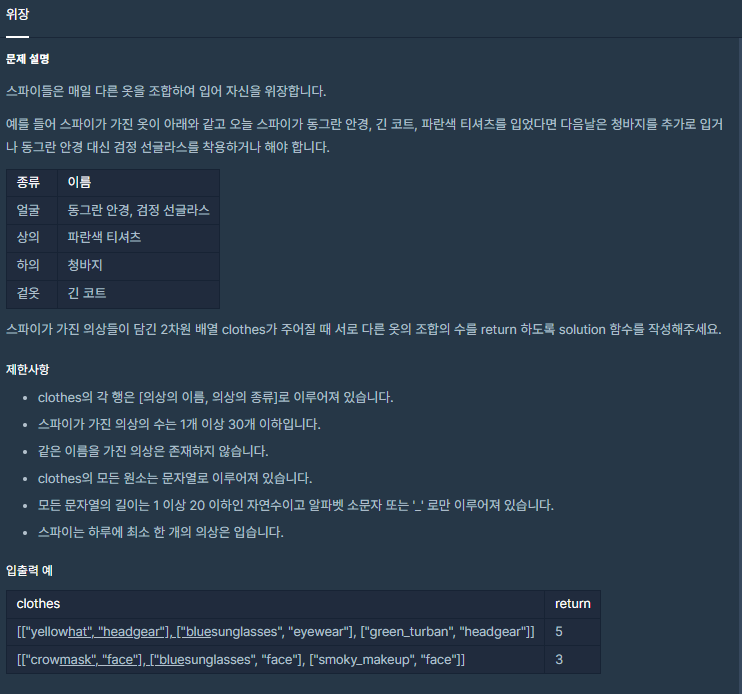 위장
문제 설명
스파이들은 매일 다른 옷을 조합하여 입어 자신을 위장합니다.
예를 들어 스파이가 가진 옷이 아래와 같고 오늘 스파이가 동그란 안경, 긴 코트, 파란색 티셔츠를 입었다면 다음날은 청바지를 추가로 입거
나 동그란 안경 대신 검정 선글라스를 착용하거나 해야 합니다.
종류 이름
얼굴 동그란 안경, 검정 선글라스
상의 파란색 티셔츠
하의 청바지
겉옷 긴 코트
스파이가 가진 의상들이 담긴 2차원 배열 clothes가 주어질 때 서로 다른 옷의 조합의 수를 return 하도록 solution 함수를 작성해주세요.
제한사항
• clothes의 각 행은 [의상의 이름, 의상의 종류]로 이루어져 있습니다.
• 스파이가 가진 의상의 수는 1개 이상 30개 이하입니다.
• 같은 이름을 가진 의상은 존재하지 않습니다.
• clothes의 모든 원소는 문자열로 이루어져 있습니다.
• 모든 문자열의 길이는 1 이상 20 이하인 자연수이고 알파벳 소문자 또는 '_' 로만 이루어져 있습니다.
• 스파이는 하루에 최소 한 개의 의상은 입습니다.
입출력 예
clothes return
[["yellowhat", "headgear"], ["bluesunglasses", "eyewear"], ["green_turban", "headgear"]] 5
[["crowmask", "face"], ["bluesunglasses", "face"], ["smoky_makeup", "face"]] 3